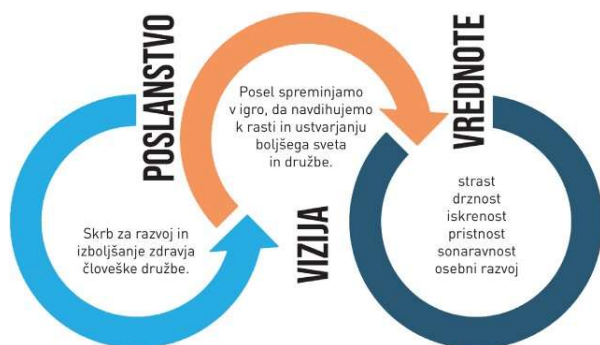 POSLANSTVO
Skrb za razvoj in
izboljšanje zdravja
človeške družbe.
VIZIJA
Posel spreminjamo
v igro, da navdihujemo
k rasti in ustvarjanju
boljšega sveta
in družbe.
VREDNOTE
strast
drznost
iskrenost
pristnost
sonaravnost
osebni razvoj